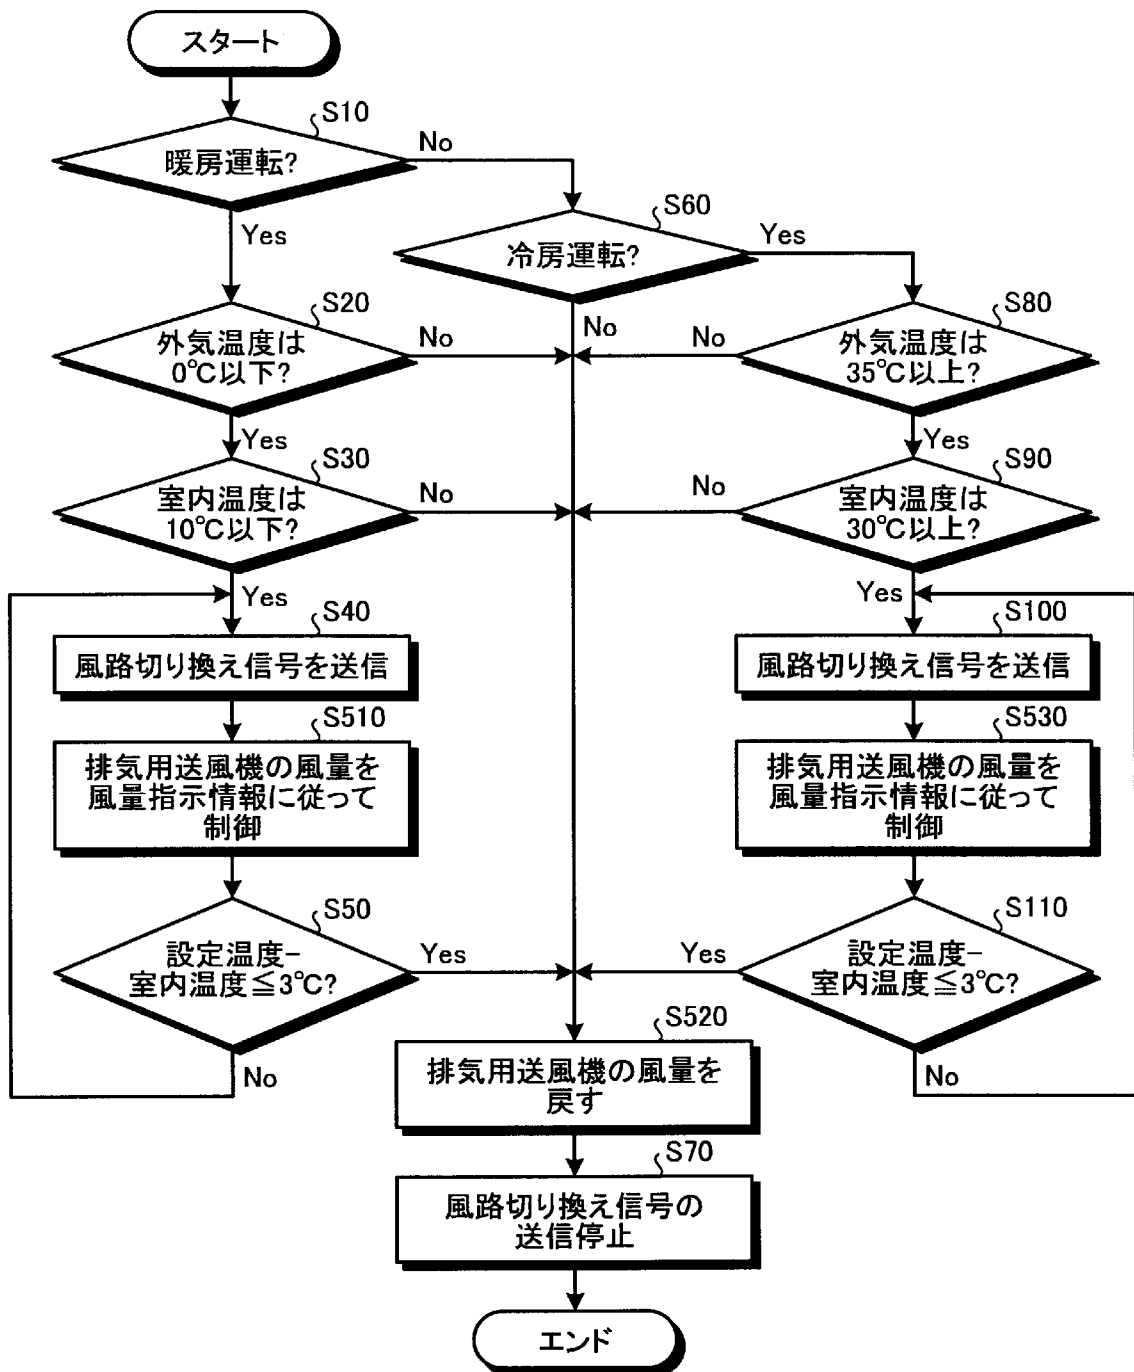 スタート
S10
暖房運転?
No
Yes
S60
冷房運転?
Yes
No
S20
外気温度は
0℃以下?
No
Yes
S80
外気温度は
35℃以上?
No
Yes
S30
室内温度は
10℃以下?
No
Yes
S90
室内温度は
30℃以上?
No
Yes
S40
風路切り換え信号を送信
S100
風路切り換え信号を送信
S510
排気用送風機の風量を
風量指示情報に従って
制御
S530
排気用送風機の風量を
風量指示情報に従って
制御
S50
設定温度−
室内温度≦3℃?
Yes
No
S110
設定温度−
室内温度≦3℃?
Yes
No
S520
排気用送風機の風量を
戻す
S70
風路切り換え信号の
送信停止
エンド